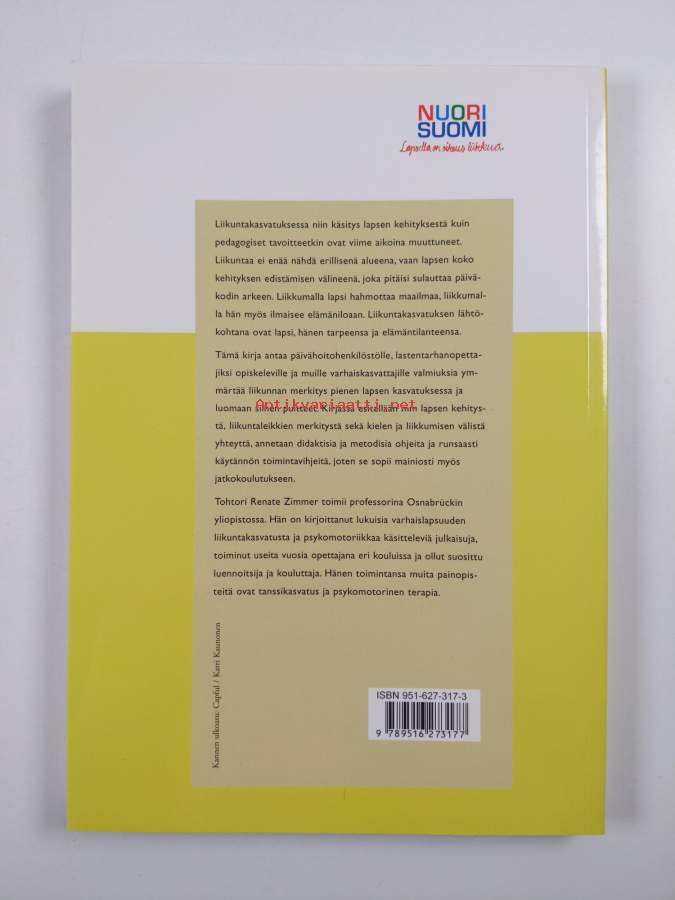 NUORI
SUOMI
Lapsella on oikeus liikkua.
Liikuntakasvatuksessa niin käsitys lapsen kehityksestä kuin
pedagogiset tavoitteetkin ovat viime aikoina muuttuneet.
Liikuntaa ei enää nähdä erillisenä alueena, vaan lapsen koko
kehityksen edistämisen välineenä, joka pitäisi sulauttaa päivä-
kodin arkeen. Liikkumalla lapsi hahmottaa maailmaa, liikkumal-
la hän myös ilmaisee elämäniloaan. Liikuntakasvatuksen lähtö-
kohtana ovat lapsi, hänen tarpeensa ja elämäntilanteensa.
Tämä kirja antaa päivähoitohenkilöstölle, lastentarhanopetta-
jiksi opiskeleville ja muille varhaiskasvattajille valmiuksia ym-
märtää liikunnan merkitys pienen lapsen kasvatuksessa ja
luomaan siihen puitteet. Kirjassa esitellään mm lapsen kehitys-
Antikvariaatti.net
tä, liikuntaleikkien merkitystä sekä kielen ja liikkumisen välistä
yhteyttä, annetaan didaktisia ja metodisia ohjeita ja runsaasti
käytännön toimintavihjeitä, joten se sopii mainiosti myös
jatkokoulutukseen.
Tohtori Renate Zimmer toimii professorina Osnabrückin
yliopistossa. Hän on kirjoittanut lukuisia varhaislapsuuden
liikuntakasvatusta ja psykomotoriikkaa käsitteleviä julkaisuja,
toiminut useita vuosia opettajana eri kouluissa ja ollut suosittu
luennoitsija ja kouluttaja. Hänen toimintansa muita painopis-
teitä ovat tanssikasvatus ja psykomotorinen terapia.
Kannen ulkoasu: Capful / Katri Kaunonen
ISBN 951-627-317-3
9 789516 273177